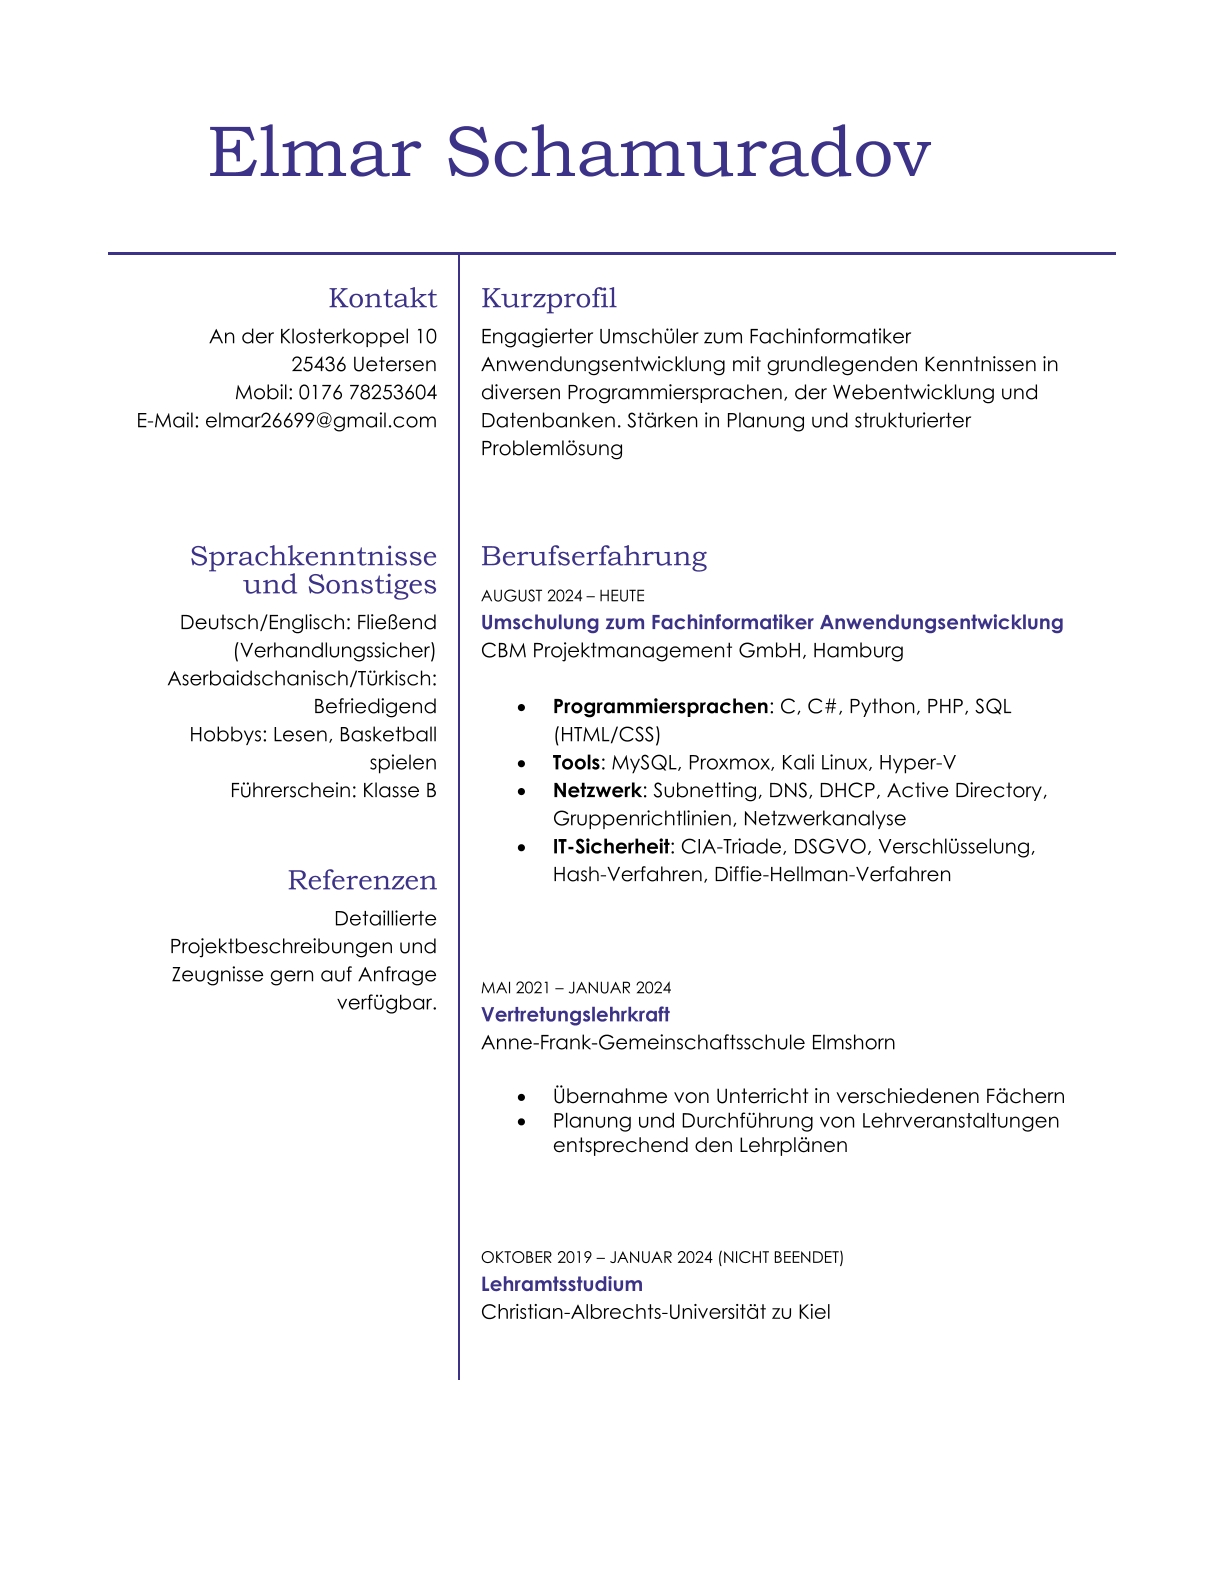 Elmar Schamuradov
Kontakt
An der Klosterkoppel 10
25436 Uetersen
Mobil: 0176 78253604
E-Mail: elmar26699@gmail.com
Sprachkenntnisse
und Sonstiges
Deutsch/Englisch: Fließend
(Verhandlungssicher)
Aserbaidschanisch/Türkisch:
Befriedigend
Hobbys: Lesen, Basketball
spielen
Führerschein: Klasse B
Referenzen
Detaillierte
Projektbeschreibungen und
Zeugnisse gern auf Anfrage
verfügbar.
Kurzprofil
Engagierter Umschüler zum Fachinformatiker
Anwendungsentwicklung mit grundlegenden Kenntnissen in
diversen Programmiersprachen, der Webentwicklung und
Datenbanken. Stärken in Planung und strukturierter
Problemlösung
Berufserfahrung
AUGUST 2024 – HEUTE
Umschulung zum Fachinformatiker Anwendungsentwicklung
CBM Projektmanagement GmbH, Hamburg
• Programmiersprachen: C, C#, Python, PHP, SQL
(HTML/CSS)
• Tools: MySQL, Proxmox, Kali Linux, Hyper-V
• Netzwerk: Subnetting, DNS, DHCP, Active Directory,
Gruppenrichtlinien, Netzwerkanalyse
• IT-Sicherheit: CIA-Triade, DSGVO, Verschlüsselung,
Hash-Verfahren, Diffie-Hellman-Verfahren
MAI 2021 – JANUAR 2024
Vertretungslehrkraft
Anne-Frank-Gemeinschaftsschule Elmshorn
• Übernahme von Unterricht in verschiedenen Fächern
• Planung und Durchführung von Lehrveranstaltungen
entsprechend den Lehrplänen
OKTOBER 2019 – JANUAR 2024 (NICHT BEENDET)
Lehramtsstudium
Christian-Albrechts-Universität zu Kiel